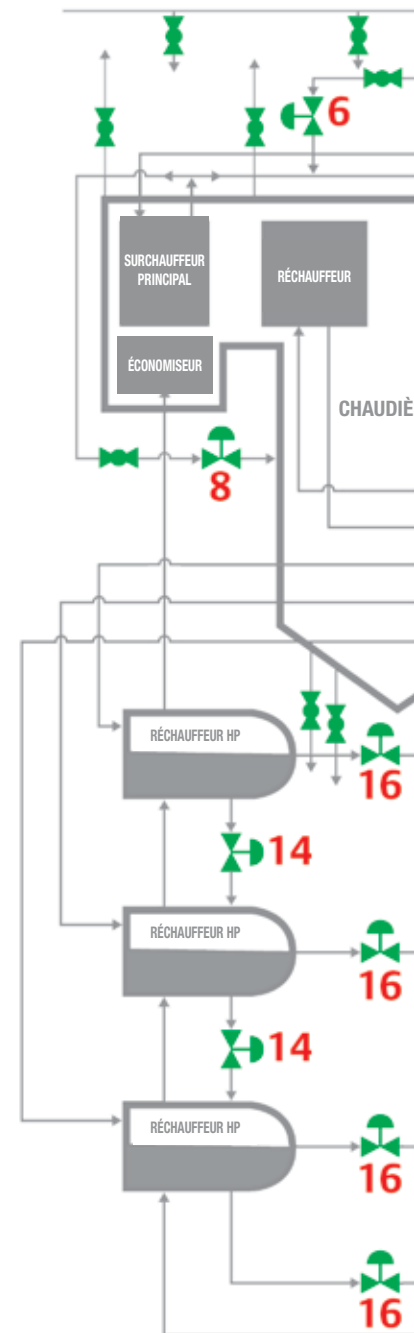 6
SURCHAUFFEUR
PRINCIPAL
RÉCHAUFFEUR
ÉCONOMISEUR
CHAUDIÈ
8
RÉCHAUFFEUR HP
16
14
RÉCHAUFFEUR HP
16
14
RÉCHAUFFEUR HP
16
16